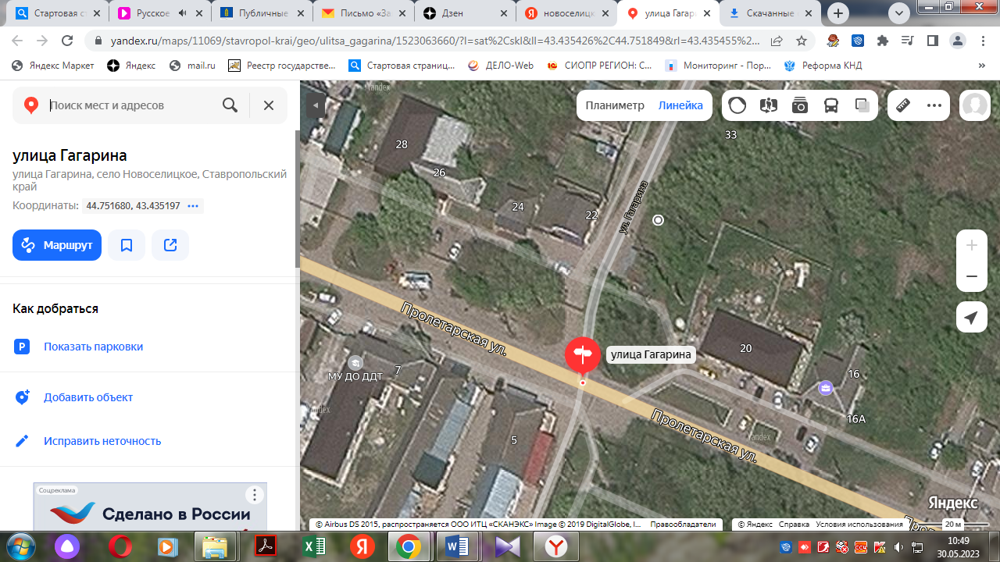 Стартовая ст
Русское
Публичные
Письмо «За
Дзен
новоселицк
улица Гагар
Скачанные
yandex.ru/maps/11069/stavropol-krai/geo/ulitsa_gagarina/1523063660/?l=sat%2Cskl&ll=43.435426%2C44.751849&rl=43.435455%2...
Яндекс Маркет
Яндекс
mail.ru
Реестр государстве...
Стартовая страниц...
ДЕЛО-Web
СИОПР РЕГИОН: С...
Мониторинг - Пор...
Реформа КНД
»
Поиск мест и адресов
Планиметр Линейка
улица Гагарина
улица Гагарина, село Новоселицкое, Ставропольский
край
Координаты: 44.751680, 43.435197
Маршрут
Как добраться
P Показать парковки
Добавить объект
Исправить неточность
Соцреклама
Сделано в России
Yandex
33
28
26
24
22
ул. Гагарина
Пролетарская ул.
улица Гагарина
20
16
МУ ДО ДДТ
7
Yandex
16А
Пролетарская ул.
Yandex
5
Яндекс
© Airbus DS 2015, распространяется ООО ИТЦ «СКАНЭКС» Image © 2019 DigitalGlobe, I... Правообладатели
© Яндекс Справка Условия использования 20 м
10:49
30.05.2023